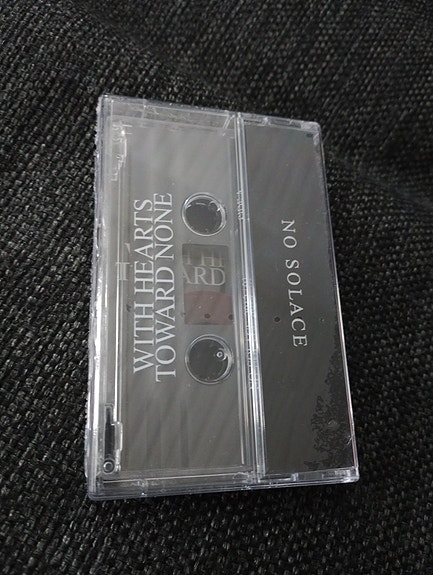 WITH HEARTS
TOWARD NONE
NO SOLACE